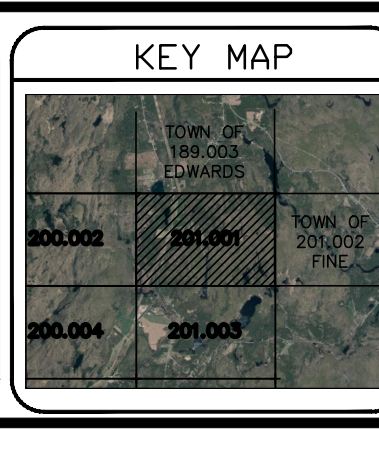 KEY MAP
TOWN OF
189.003
EDWARDS
200.002
201.001
TOWN OF
201.002
FINE
200.004
201.003